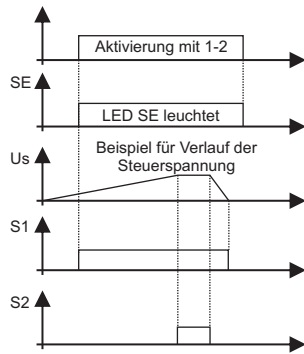 Aktivierung mit 1-2
SE
LED SE leuchtet
Us
Beispiel für Verlauf der
Steuerspannung
S1
S2